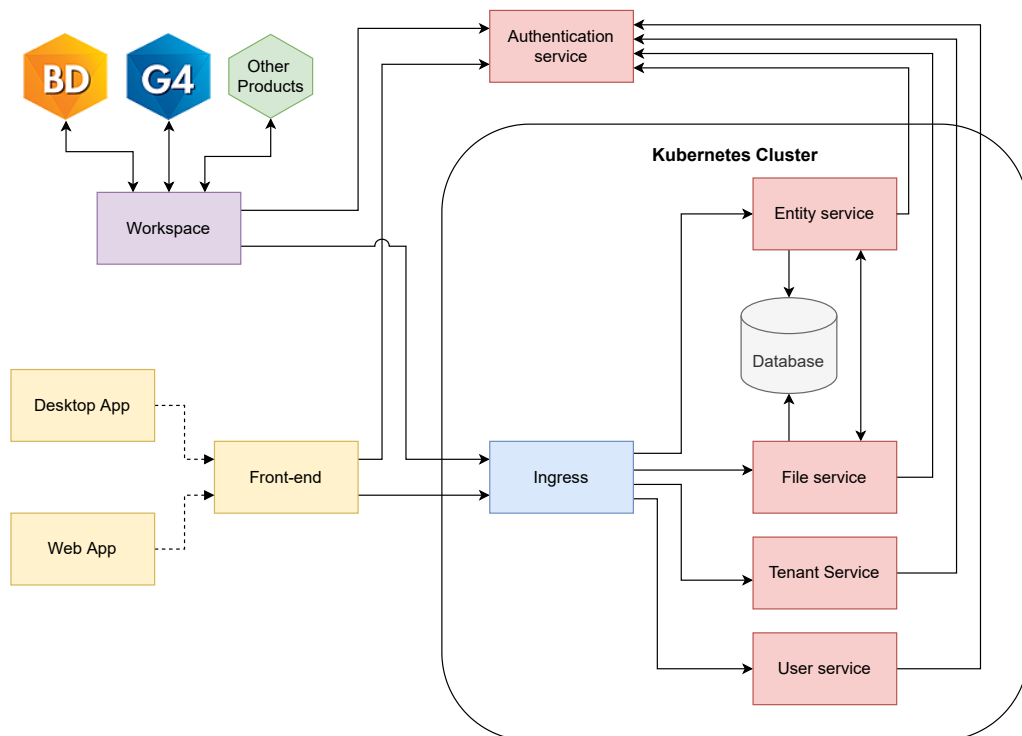 Authentication
service
BD
G4
Other
Products
Kubernetes Cluster
Workspace
Entity service
Database
Desktop App
Front-end
Ingress
File service
Web App
Tenant Service
User service